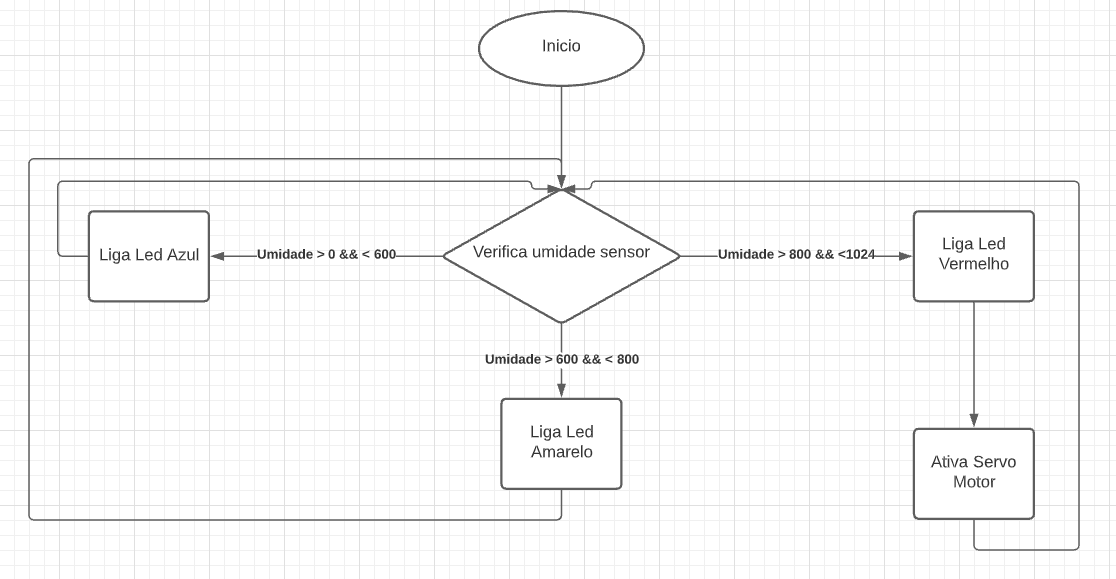 Inicio
Verifica umidade sensor
Umidade > 0 && < 600
Liga Led Azul
Umidade > 800 && <1024
Liga Led
Vermelho
Umidade > 600 && < 800
Liga Led
Amarelo
Ativa Servo
Motor